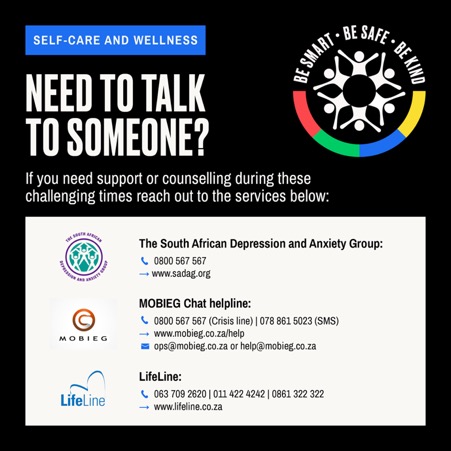 SELF-CARE AND WELLNESS
BE SMART • BE SAFE • BE KIND
NEED TO TALK
TO SOMEONE?
If you need support or counselling during these
challenging times reach out to the services below:
THE SOUTH AFRICAN
DEPRESSION AND ANXIETY GROUP
The South African Depression and Anxiety Group:
0800 567 567
→ www.sadag.org
MOBIEG
MOBIEG Chat helpline:
0800 567 567 (Crisis line) | 078 861 5023 (SMS)
→ www.mobieg.co.za/help
ops@mobieg.co.za or help@mobieg.co.za
LifeLine
LifeLine:
063 709 2620 | 011 422 4242 | 0861 322 322
→ www.lifeline.co.za